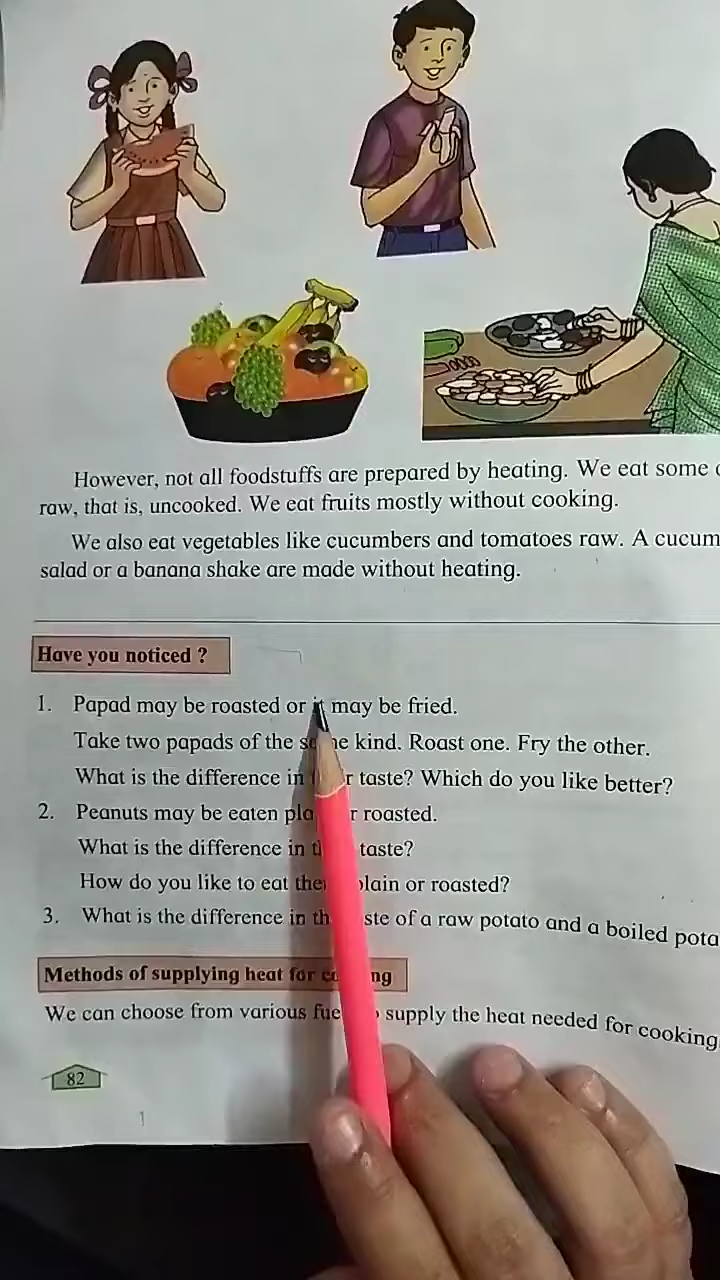 However, not all foodstuffs are prepared by heating. We eat some
raw, that is, uncooked. We eat fruits mostly without cooking.
We also eat vegetables like cucumbers and tomatoes raw. A cucum
salad or a banana shake are made without heating.
Have you noticed ?
1. Papad may be roasted or it may be fried.
Take two papads of the same kind. Roast one. Fry the other.
What is the difference in taste? Which do you like better?
2. Peanuts may be eaten roasted.
What is the difference in taste?
How do you like to eat plain or roasted?
3. What is the difference in of a raw potato and a boiled pota
Methods of supplying heat for
We can choose from various supply the heat needed for cooking
82